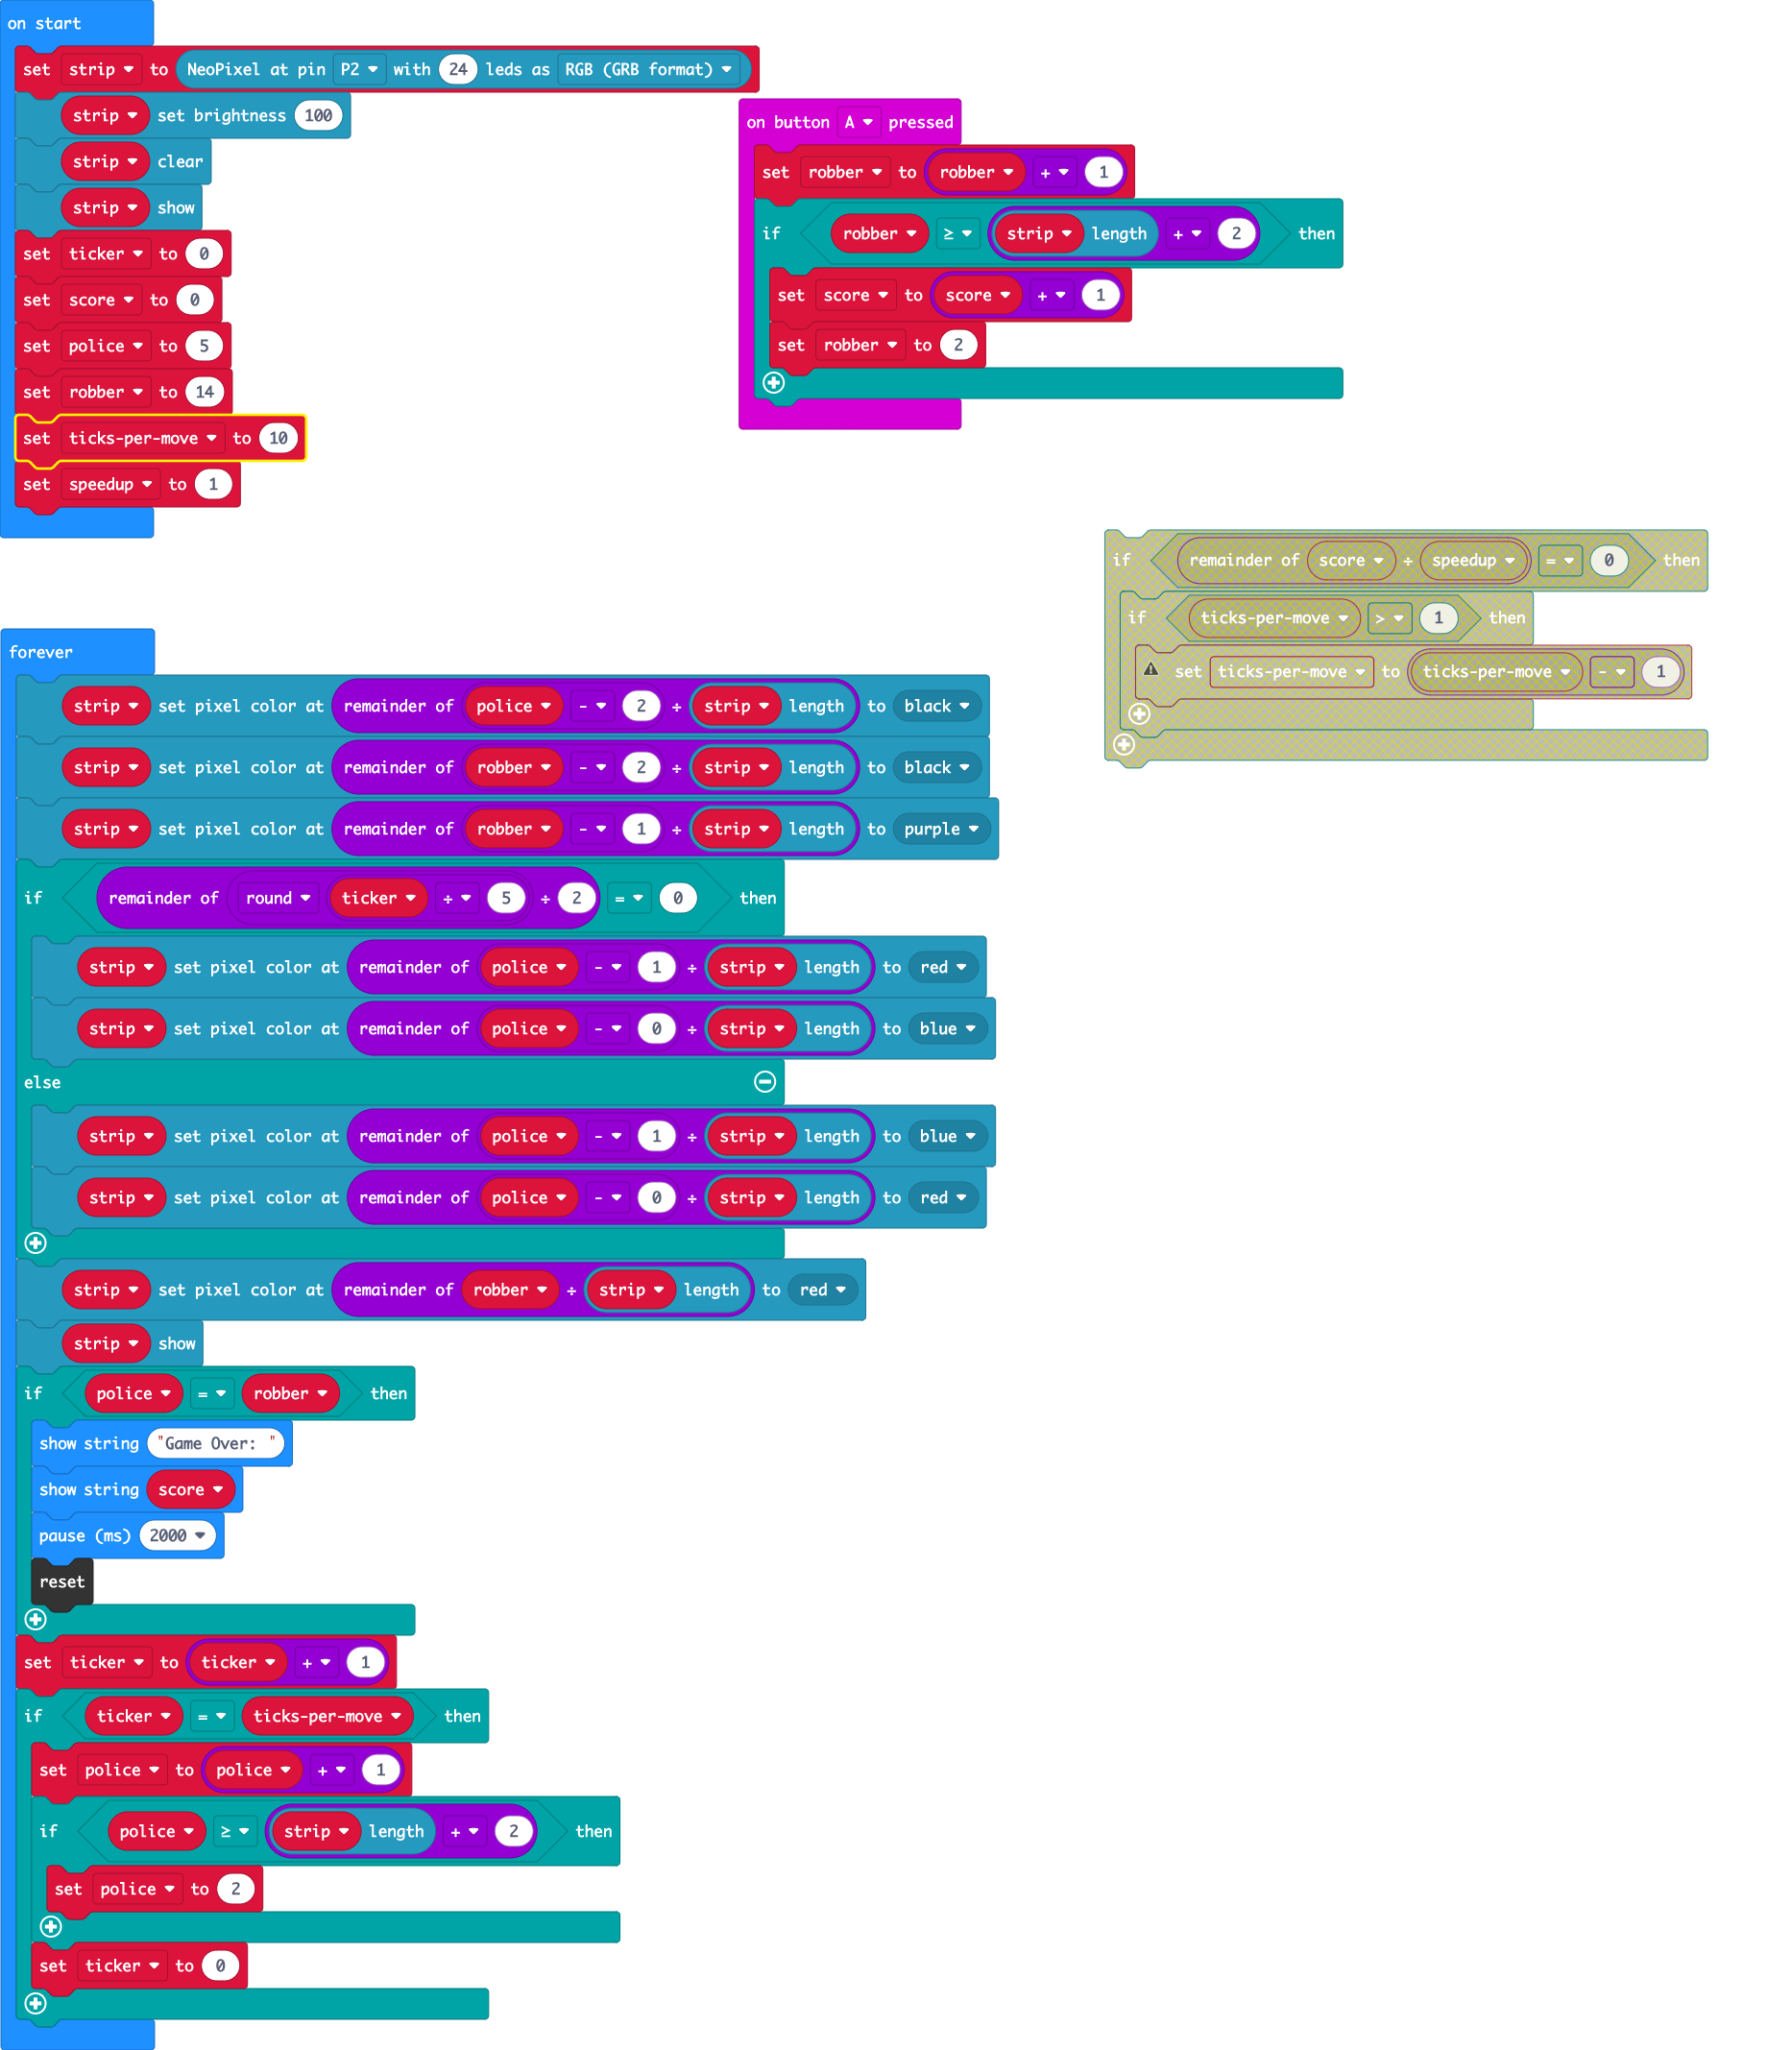 on start
set strip to NeoPixel at pin P2 with 24 leds as RGB (GRB format)
strip set brightness 100
strip clear
strip show
set ticker to 0
set score to 0
set police to 5
set robber to 14
set ticks-per-move to 10
set speedup to 1
on button A pressed
set robber to robber + 1
if robber ≥ strip length + 2 then
set score to score + 1
set robber to 2
if remainder of score ÷ speedup = 0 then
if ticks-per-move > 1 then
set ticks-per-move to ticks-per-move - 1
forever
strip set pixel color at remainder of police - 2 ÷ strip length to black
strip set pixel color at remainder of robber - 2 ÷ strip length to black
strip set pixel color at remainder of robber - 1 ÷ strip length to purple
if remainder of round ticker ÷ 5 ÷ 2 = 0 then
strip set pixel color at remainder of police - 1 ÷ strip length to red
strip set pixel color at remainder of police - 0 ÷ strip length to blue
else
strip set pixel color at remainder of police - 1 ÷ strip length to blue
strip set pixel color at remainder of police - 0 ÷ strip length to red
strip set pixel color at remainder of robber ÷ strip length to red
strip show
if police = robber then
show string "Game Over: "
show string score
pause (ms) 2000
reset
set ticker to ticker + 1
if ticker = ticks-per-move then
set police to police + 1
if police ≥ strip length + 2 then
set police to 2
set ticker to 0